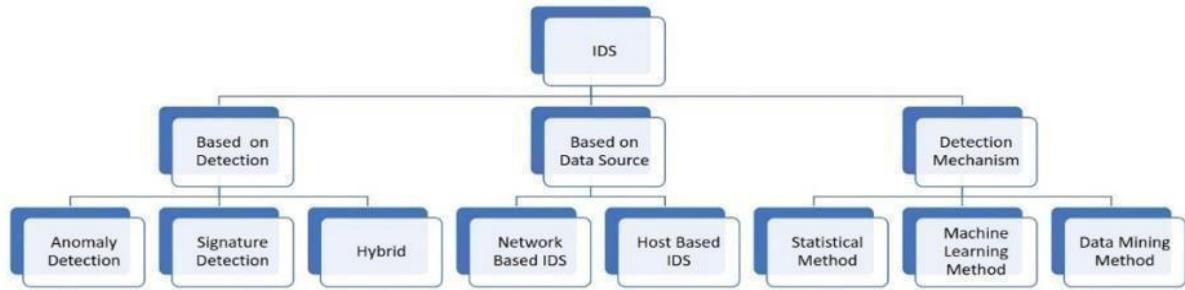 IDS
Based on
Detection
Based on
Data Source
Detection
Mechanism
Anomaly
Detection
Signature
Detection
Hybrid
Network
Based IDS
Host Based
IDS
Statistical
Method
Machine
Learning
Method
Data Mining
Method